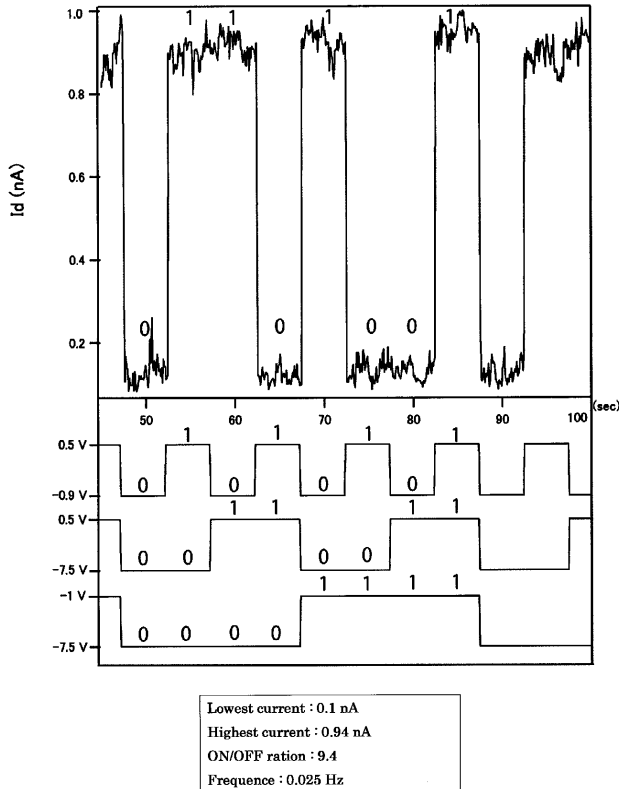 1.0 1 1 1 1
0.8
Id (nA)
0.6
0.4
0.2 0 0 0 0
50 60 70 80 90 100 (sec)
1 1 1 1
0.5 V
0 0 0 0
−0.9 V
1 1 1 1
0.5 V
0 0 0 0
−7.5 V
1 1 1 1
−1 V
0 0 0 0
−7.5 V
Lowest current : 0.1 nA
Highest current : 0.94 nA
ON/OFF ration : 9.4
Frequence : 0.025 Hz